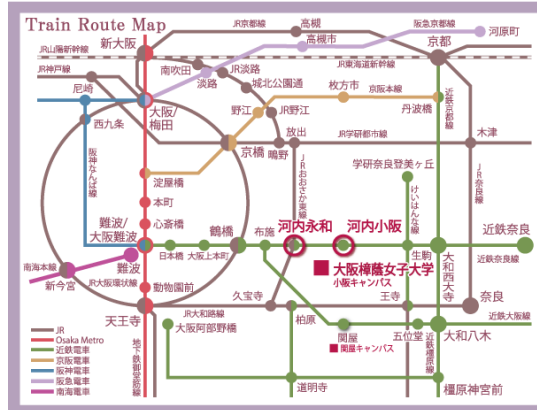 Train Route Map
JR京都線
高槻
阪急京都線
新大阪
高槻市
河原町
京都
JR山陽新幹線
JR東海道新幹線
南吹田
JR淡路
JR神戸線
淡路
城北公園通
枚方市
京阪本線
尼崎
大阪/
梅田
野江
JR野江
丹波橋
近鉄京都線
西九条
京橋
放出
JR学研都市線
木津
鴫野
阪神なんば線
淀屋橋
JRおおさか東線
学研奈良登美ヶ丘
JR奈良線
本町
けいはんな線
心斎橋
鶴橋
布施
河内永和
河内小阪
近鉄奈良
難波/
大阪難波
日本橋
大阪上本町
生駒
近鉄奈良線
難波
大阪樟蔭女子大学
小阪キャンパス
大和西大寺
南海本線
新今宮
JR大阪環状線
動物園前
久宝寺
王寺
奈良
天王寺
JR大和路線
柏原
近鉄大阪線
大阪阿部野橋
関屋
五位堂
大和八木
関屋キャンパス
地下鉄御堂筋線
近鉄橿原線
道明寺
橿原神宮前
JR
Osaka Metro
近鉄電車
京阪電車
阪神電車
阪急電車
南海電車